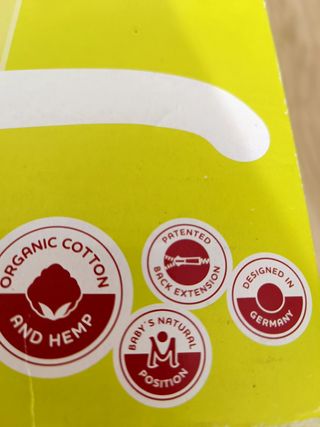 ORGANIC COTTON
AND HEMP
PATENTED
BACK EXTENSION
BABY'S NATURAL
POSITION
DESIGNED IN
GERMANY